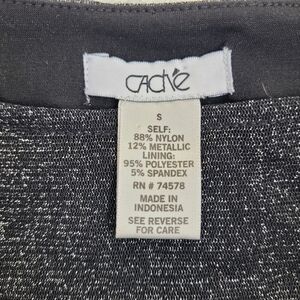 CACHÉ
S
SELF:
88% NYLON
12% METALLIC
LINING:
95% POLYESTER
5% SPANDEX
RN # 74578
MADE IN
INDONESIA
SEE REVERSE
FOR CARE